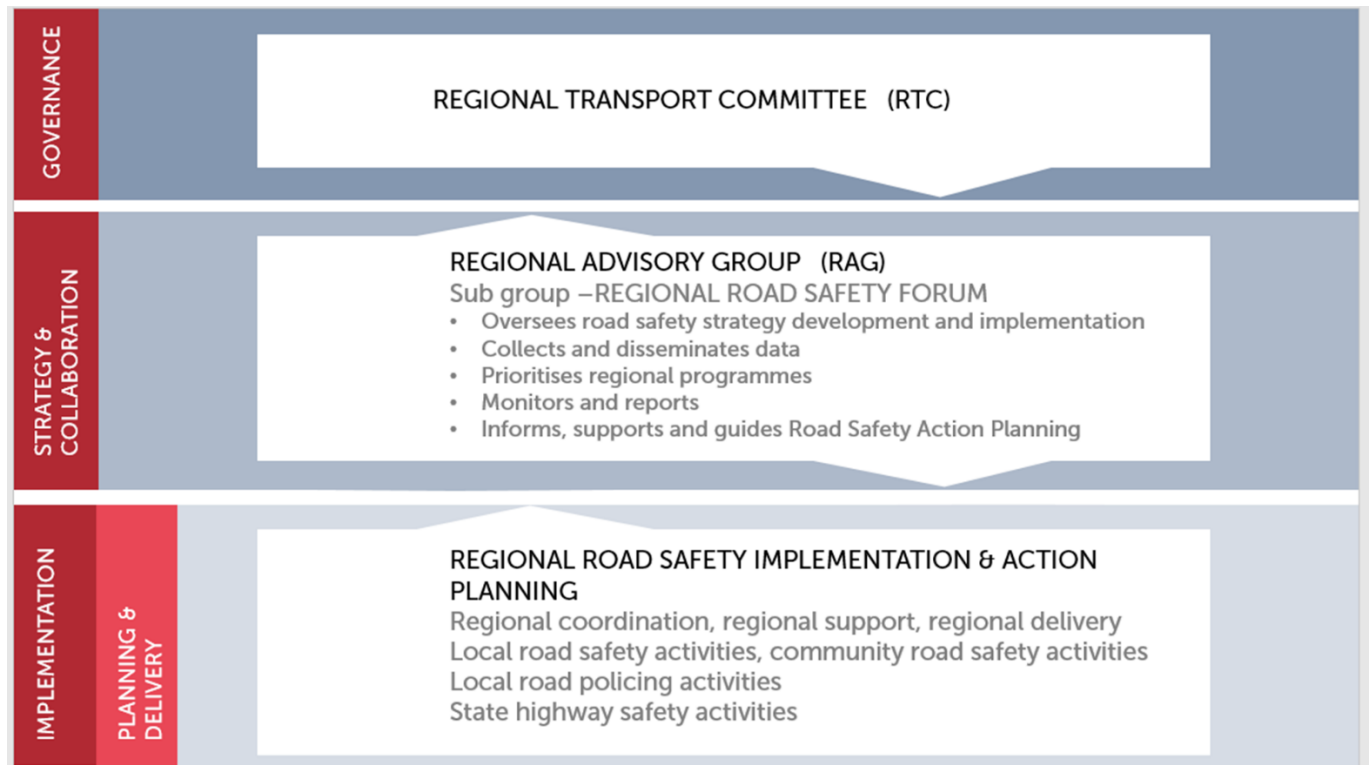 GOVERNANCE
REGIONAL TRANSPORT COMMITTEE (RTC)
STRATEGY &
COLLABORATION
REGIONAL ADVISORY GROUP (RAG)
Sub group –REGIONAL ROAD SAFETY FORUM
• Oversees road safety strategy development and implementation
• Collects and disseminates data
• Prioritises regional programmes
• Monitors and reports
• Informs, supports and guides Road Safety Action Planning
IMPLEMENTATION
PLANNING &
DELIVERY
REGIONAL ROAD SAFETY IMPLEMENTATION & ACTION
PLANNING
Regional coordination, regional support, regional delivery
Local road safety activities, community road safety activities
Local road policing activities
State highway safety activities